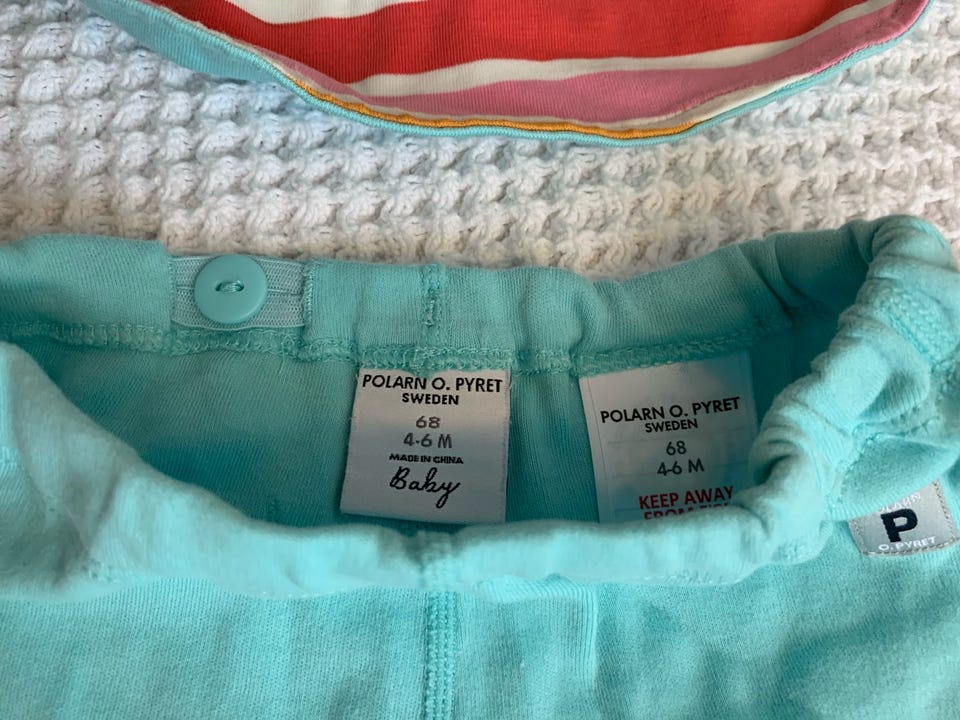 POLARN O. PYRET
SWEDEN
68
4-6 M
MADE IN CHINA
Baby
POLARN O. PYRET
SWEDEN
68
4-6 M
KEEP AWAY
FROM
P
O. PYRET